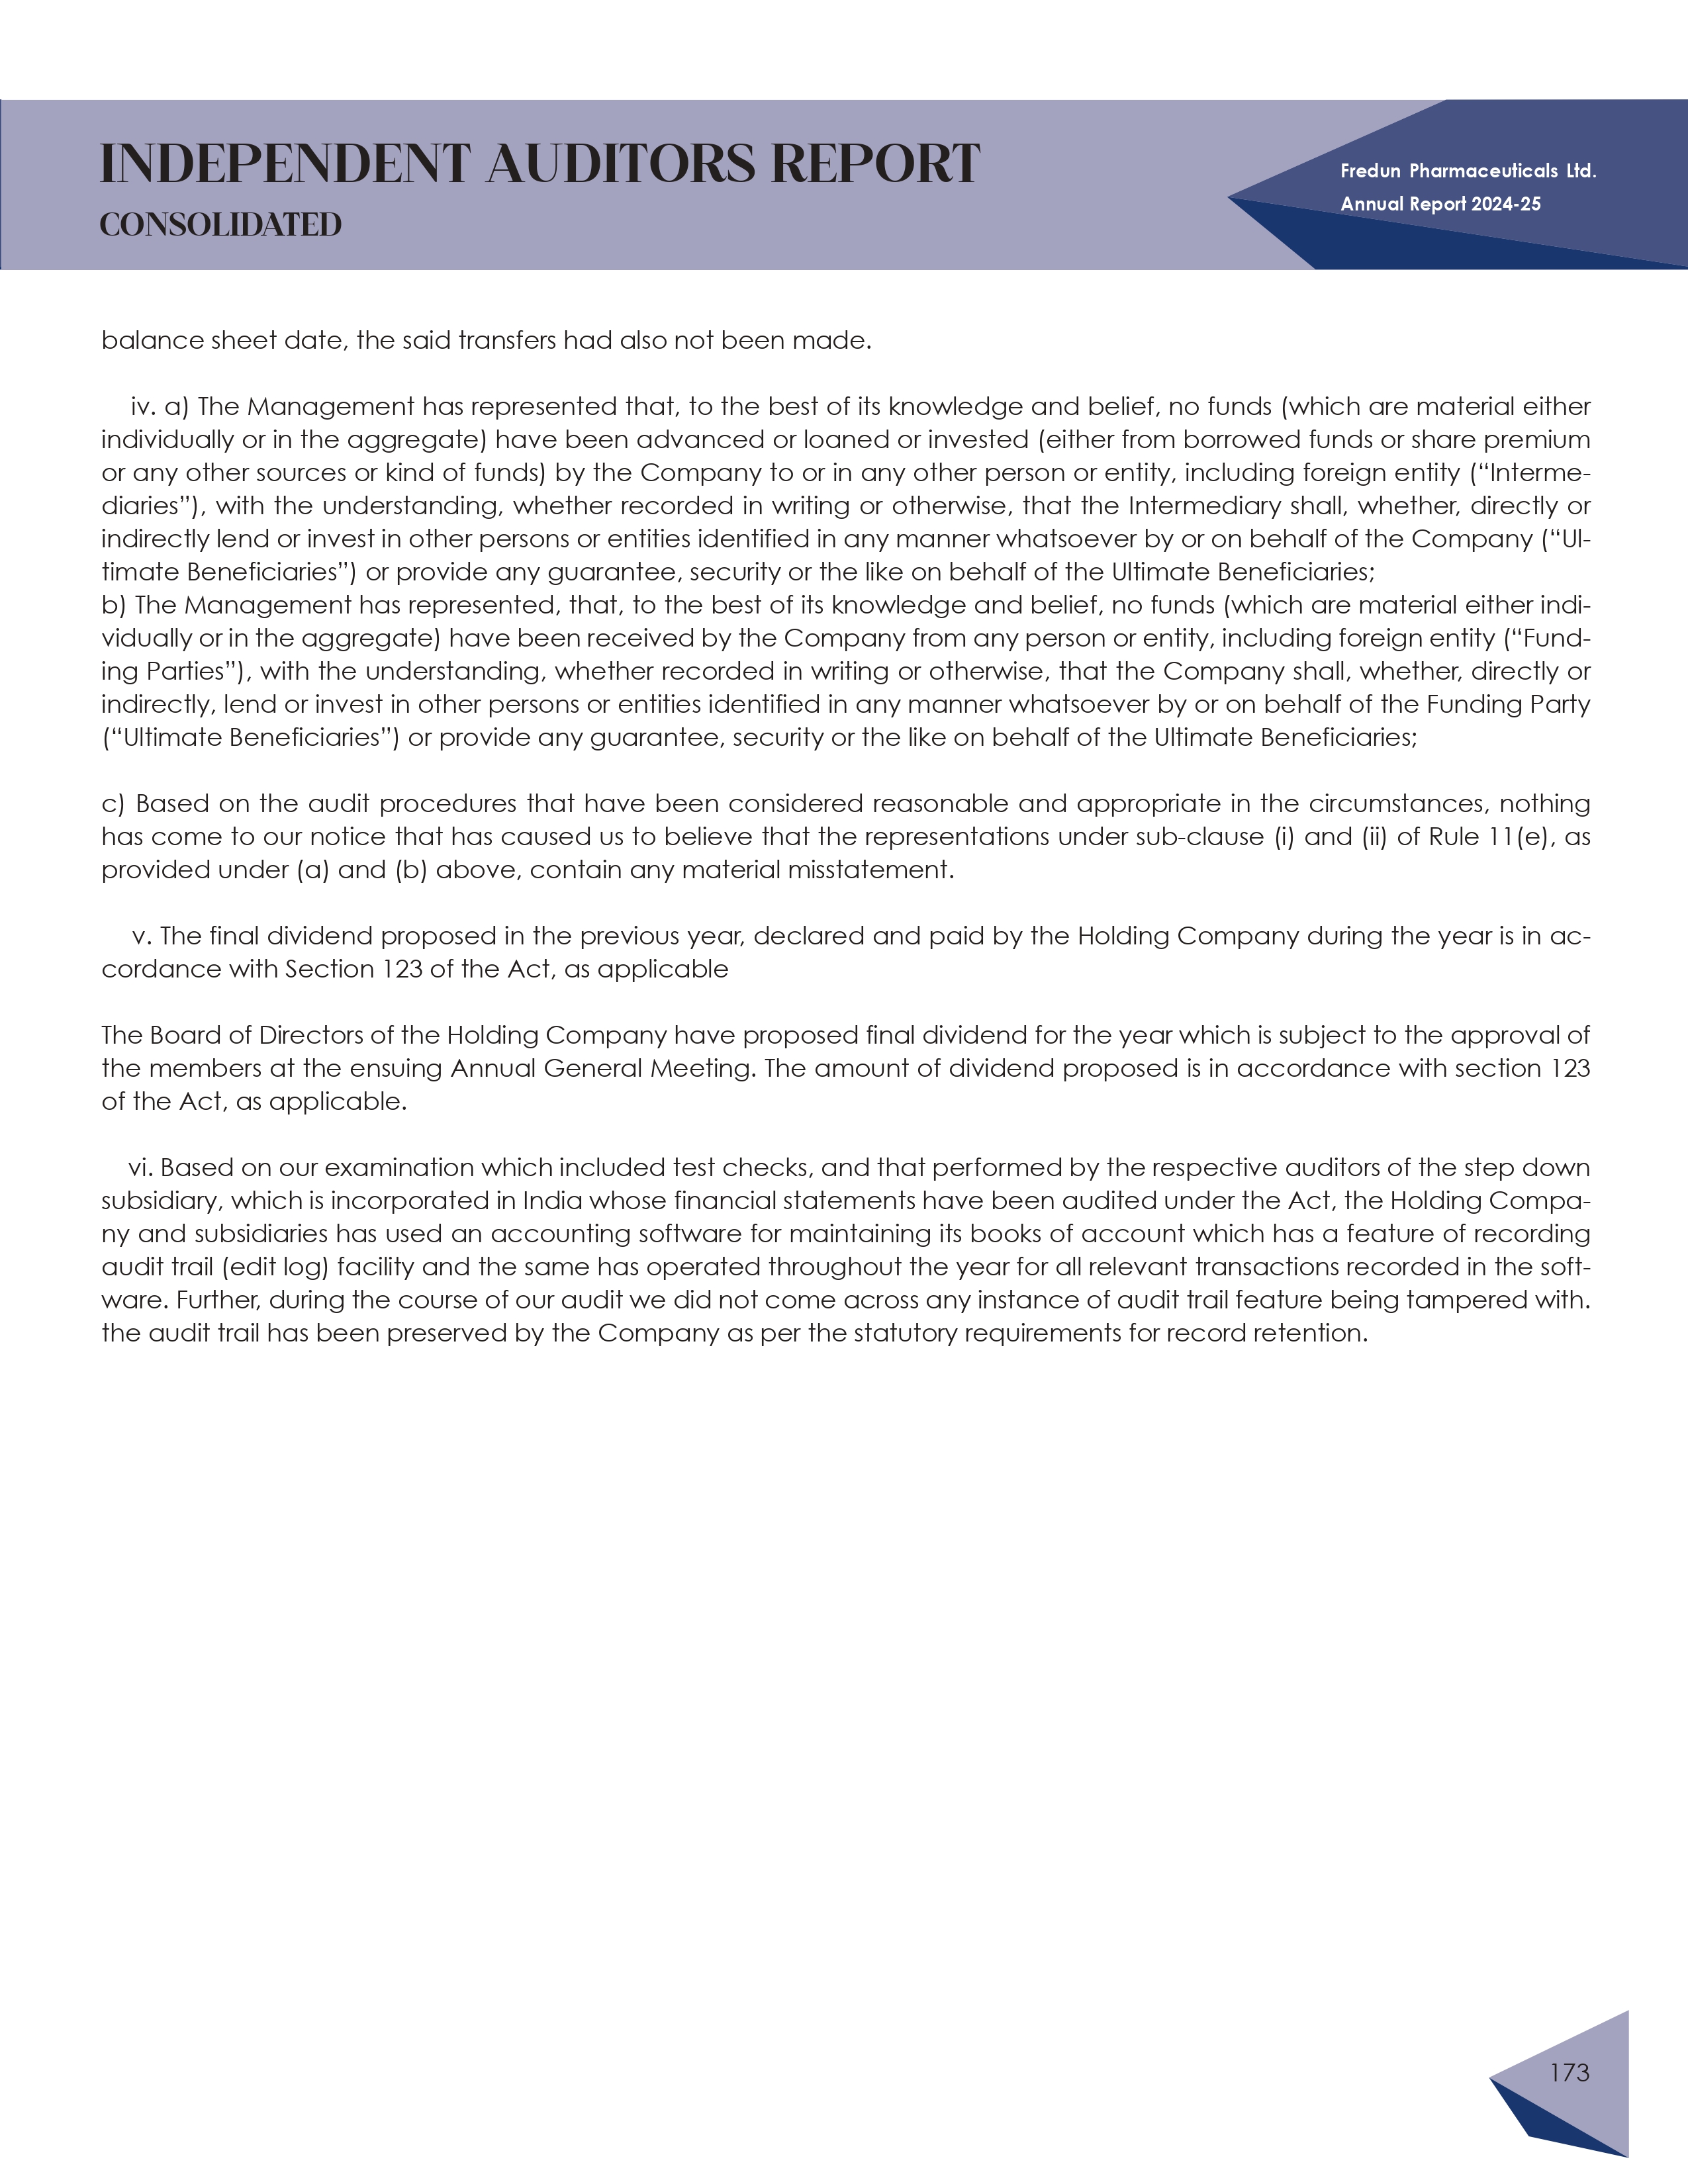 INDEPENDENT AUDITORS REPORT
CONSOLIDATED
Fredun Pharmaceuticals Ltd.
Annual Report 2024-25
balance sheet date, the said transfers had also not been made.
iv. a) The Management has represented that, to the best of its knowledge and belief, no funds (which are material either
individually or in the aggregate) have been advanced or loaned or invested (either from borrowed funds or share premium
or any other sources or kind of funds) by the Company to or in any other person or entity, including foreign entity (“Interme-
diaries”), with the understanding, whether recorded in writing or otherwise, that the Intermediary shall, whether, directly or
indirectly lend or invest in other persons or entities identified in any manner whatsoever by or on behalf of the Company (“Ul-
timate Beneficiaries”) or provide any guarantee, security or the like on behalf of the Ultimate Beneficiaries;
b) The Management has represented, that, to the best of its knowledge and belief, no funds (which are material either indi-
vidually or in the aggregate) have been received by the Company from any person or entity, including foreign entity (“Fund-
ing Parties”), with the understanding, whether recorded in writing or otherwise, that the Company shall, whether, directly or
indirectly, lend or invest in other persons or entities identified in any manner whatsoever by or on behalf of the Funding Party
(“Ultimate Beneficiaries”) or provide any guarantee, security or the like on behalf of the Ultimate Beneficiaries;
c) Based on the audit procedures that have been considered reasonable and appropriate in the circumstances, nothing
has come to our notice that has caused us to believe that the representations under sub-clause (i) and (ii) of Rule 11(e), as
provided under (a) and (b) above, contain any material misstatement.
v. The final dividend proposed in the previous year, declared and paid by the Holding Company during the year is in ac-
cordance with Section 123 of the Act, as applicable
The Board of Directors of the Holding Company have proposed final dividend for the year which is subject to the approval of
the members at the ensuing Annual General Meeting. The amount of dividend proposed is in accordance with section 123
of the Act, as applicable.
vi. Based on our examination which included test checks, and that performed by the respective auditors of the step down
subsidiary, which is incorporated in India whose financial statements have been audited under the Act, the Holding Compa-
ny and subsidiaries has used an accounting software for maintaining its books of account which has a feature of recording
audit trail (edit log) facility and the same has operated throughout the year for all relevant transactions recorded in the soft-
ware. Further, during the course of our audit we did not come across any instance of audit trail feature being tampered with.
the audit trail has been preserved by the Company as per the statutory requirements for record retention.
173